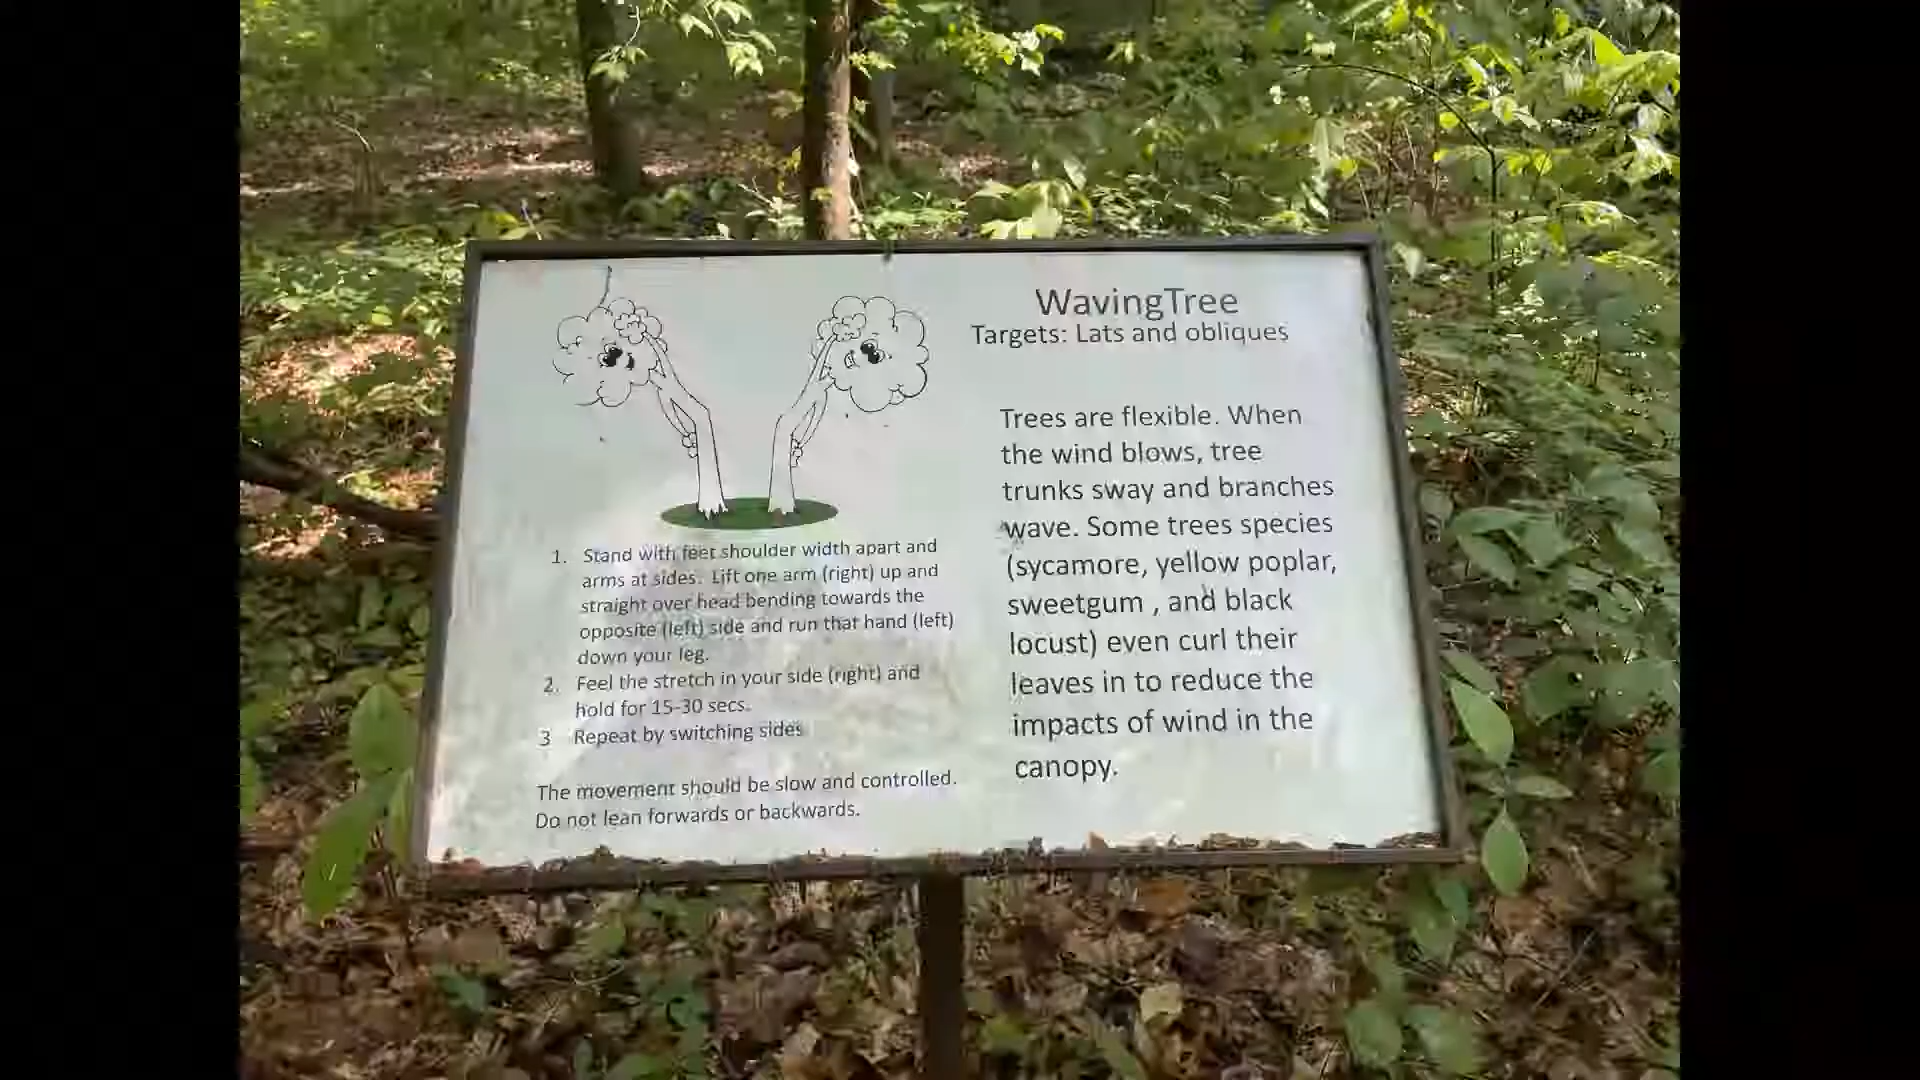 WavingTree
Targets: Lats and obliques
Trees are flexible. When
the wind blows, tree
trunks sway and branches
wave. Some trees species
(sycamore, yellow poplar,
sweetgum , and black
locust) even curl their
leaves in to reduce the
impacts of wind in the
canopy.
1. Stand with feet shoulder width apart and
arms at sides. Lift one arm (right) up and
straight over head bending towards the
opposite (left) side and run that hand (left)
down your leg.
2. Feel the stretch in your side (right) and
hold for 15-30 secs.
3 Repeat by switching sides
The movement should be slow and controlled.
Do not lean forwards or backwards.